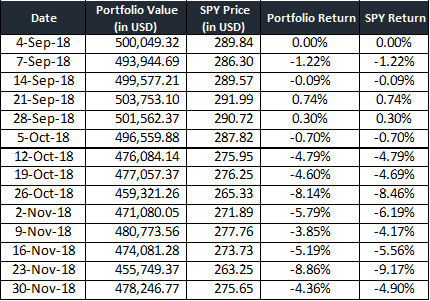 Date Portfolio Value (in USD) SPY Price (in USD) Portfolio Return SPY Return
4-Sep-18 500,049.32 289.84 0.00% 0.00%
7-Sep-18 493,944.69 286.30 -1.22% -1.22%
14-Sep-18 499,577.21 289.57 -0.09% -0.09%
21-Sep-18 503,753.10 291.99 0.74% 0.74%
28-Sep-18 501,562.37 290.72 0.30% 0.30%
5-Oct-18 496,559.88 287.82 -0.70% -0.70%
12-Oct-18 476,084.14 275.95 -4.79% -4.79%
19-Oct-18 477,057.37 276.25 -4.60% -4.69%
26-Oct-18 459,321.26 265.33 -8.14% -8.46%
2-Nov-18 471,080.05 271.89 -5.79% -6.19%
9-Nov-18 480,773.56 277.76 -3.85% -4.17%
16-Nov-18 474,081.28 273.73 -5.19% -5.56%
23-Nov-18 455,749.37 263.25 -8.86% -9.17%
30-Nov-18 478,246.77 275.65 -4.36% -4.90%